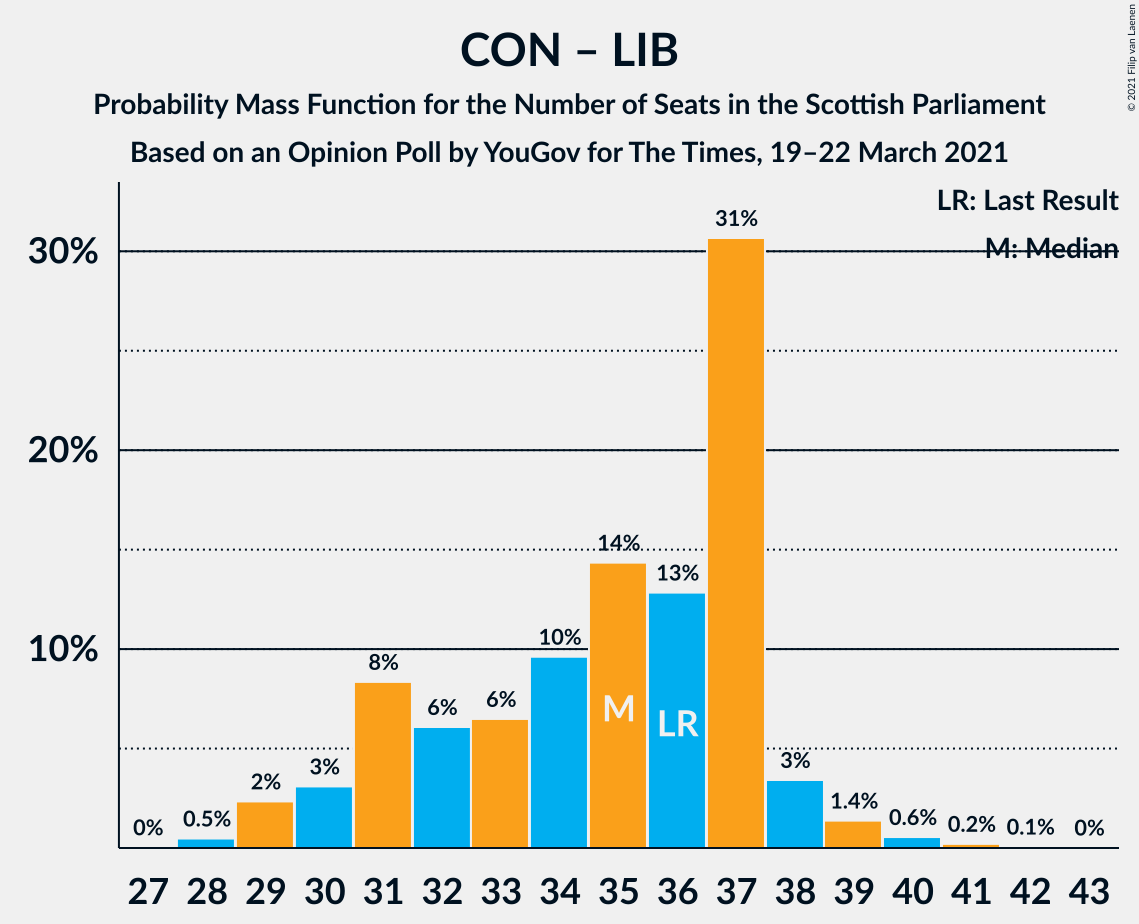 CON – LIB
Probability Mass Function for the Number of Seats in the Scottish Parliament
Based on an Opinion Poll by YouGov for The Times, 19–22 March 2021
© 2021 Filip van Laenen
LR: Last Result
M: Median
30%
20%
10%
0%
0.5%
2%
3%
8%
6%
6%
10%
14%
13%
31%
3%
1.4%
0.6%
0.2%
0.1%
0%
M
LR
27 28 29 30 31 32 33 34 35 36 37 38 39 40 41 42 43